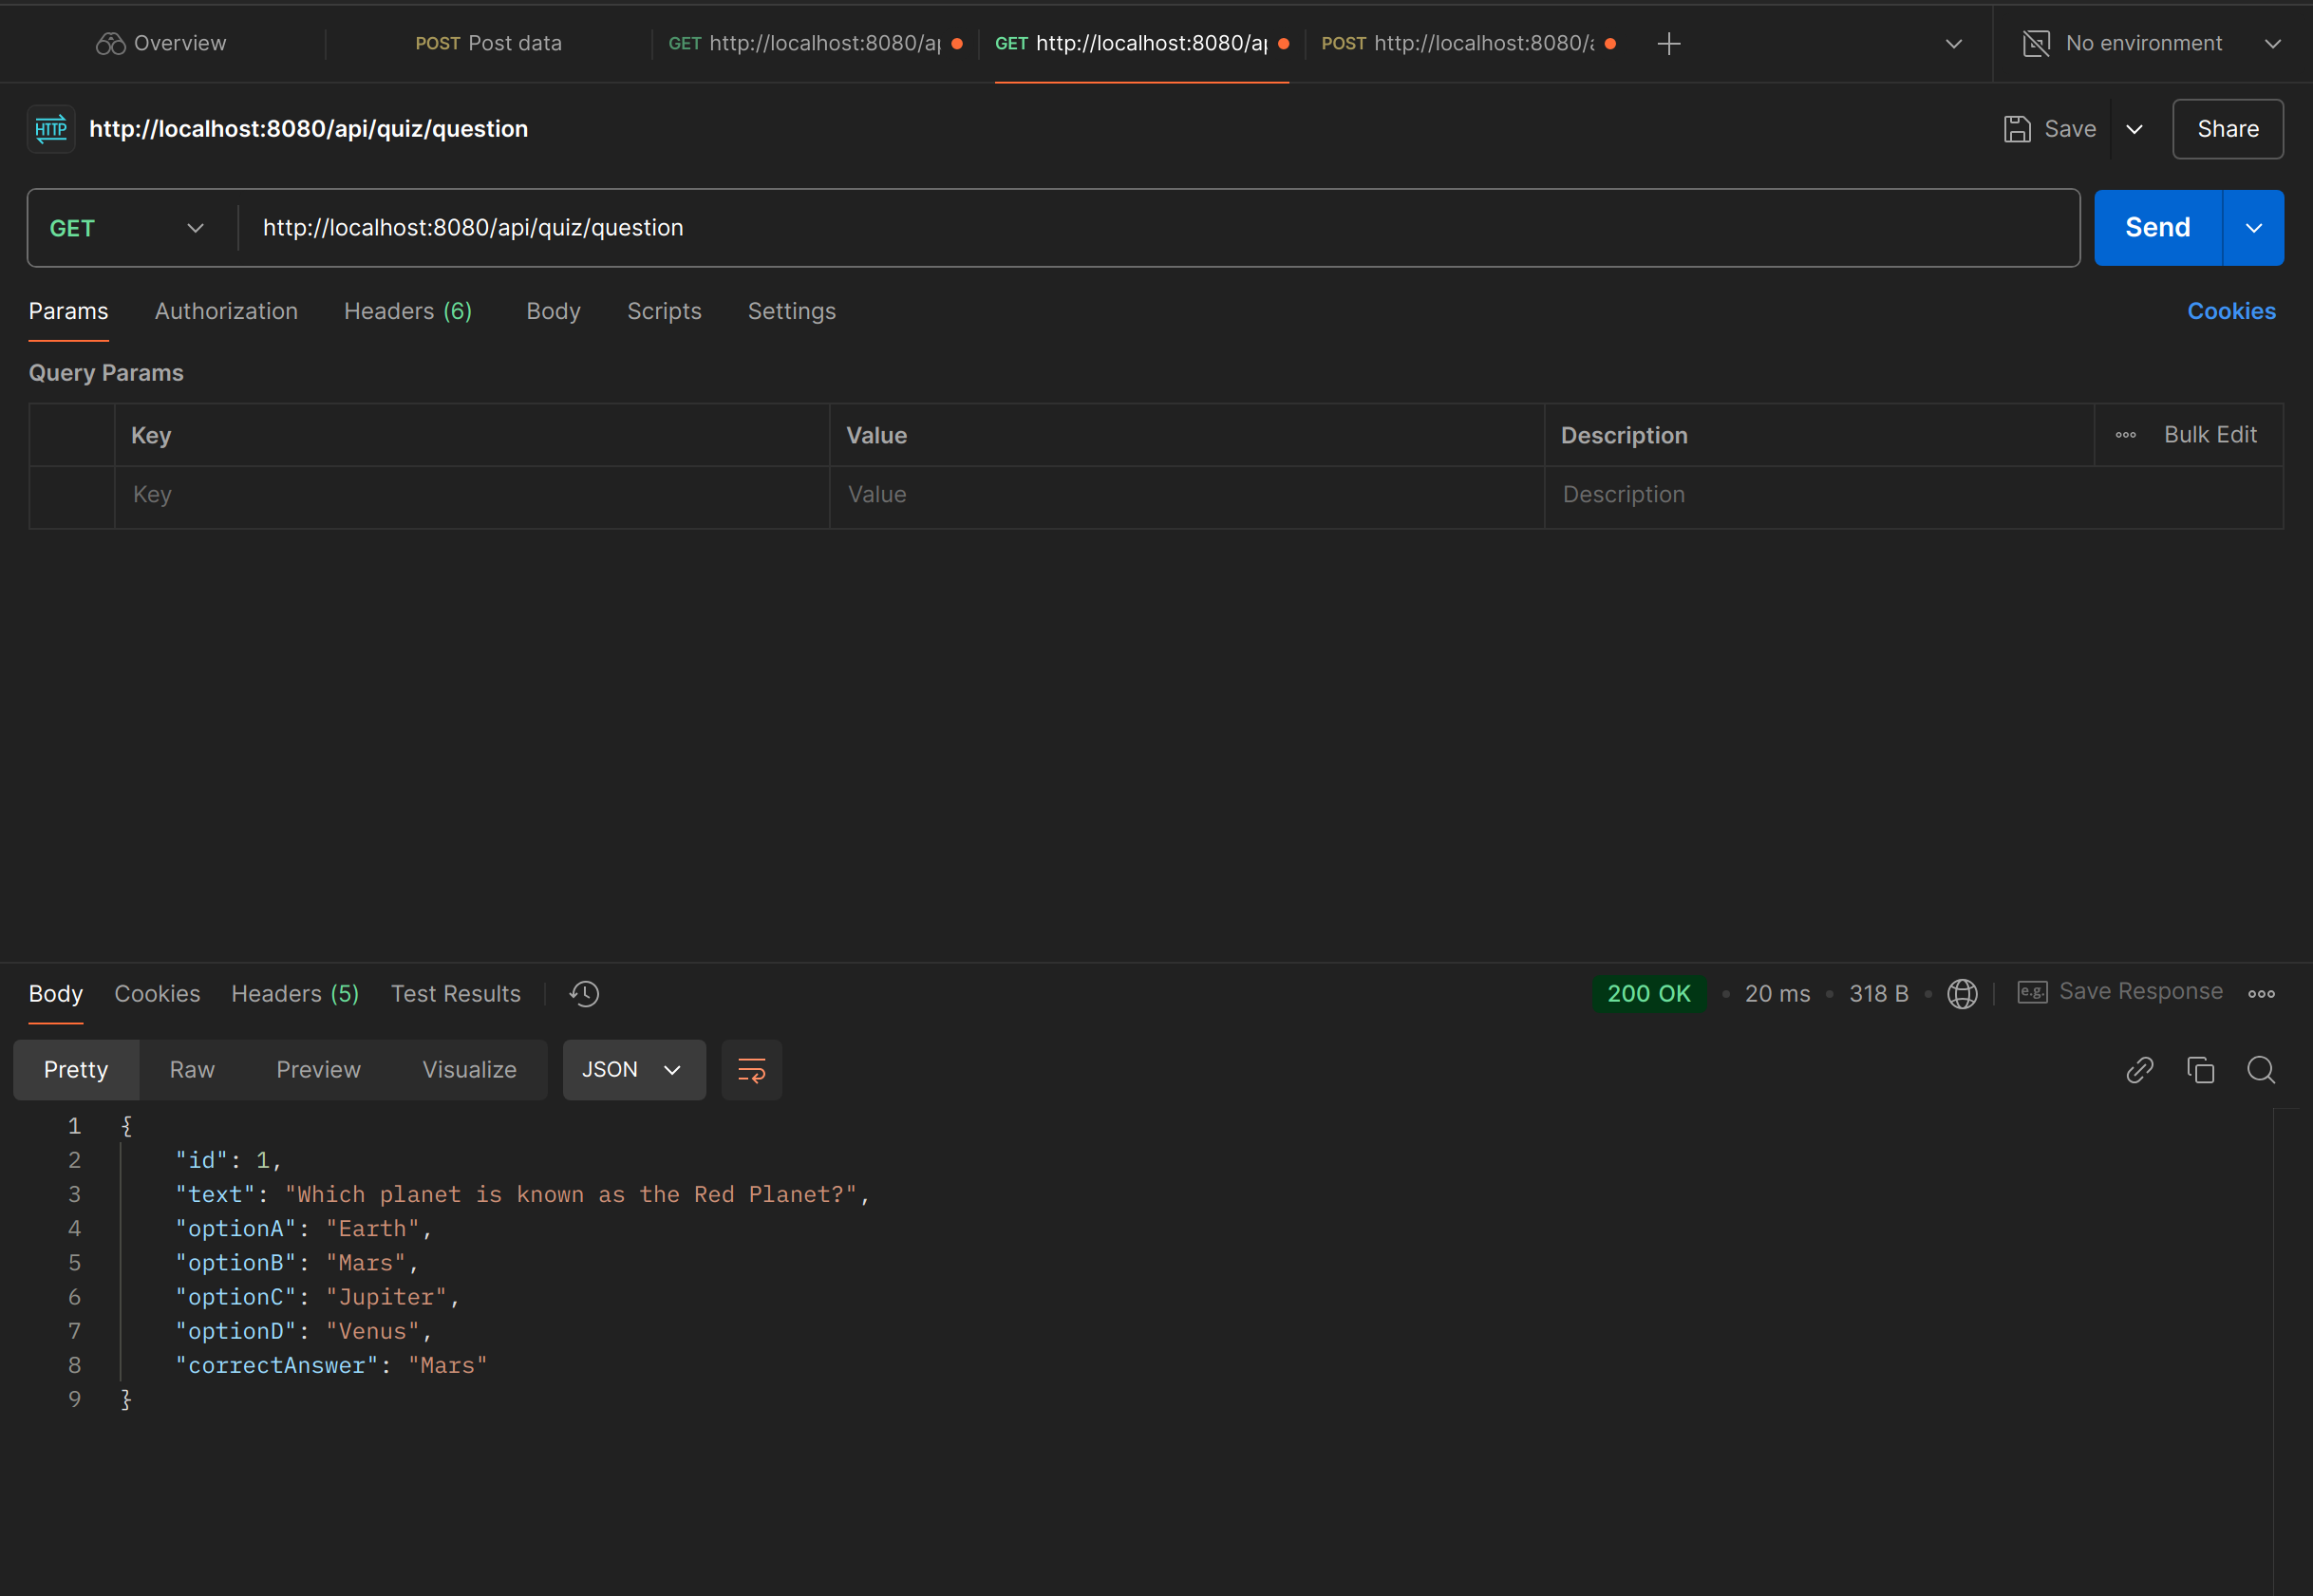 Overview
POST Post data
GET http://localhost:8080/ap
GET http://localhost:8080/ap
POST http://localhost:8080/a
No environment
HTTP http://localhost:8080/api/quiz/question
Save
Share
GET http://localhost:8080/api/quiz/question
Send
Params Authorization Headers (6) Body Scripts Settings
Cookies
Query Params
Key Value Description Bulk Edit
Key Value Description
Body Cookies Headers (5) Test Results
200 OK • 20 ms • 318 B
e.g. Save Response
Pretty Raw Preview Visualize JSON
1 {
2 "id": 1,
3 "text": "Which planet is known as the Red Planet?",
4 "optionA": "Earth",
5 "optionB": "Mars",
6 "optionC": "Jupiter",
7 "optionD": "Venus",
8 "correctAnswer": "Mars"
9 }